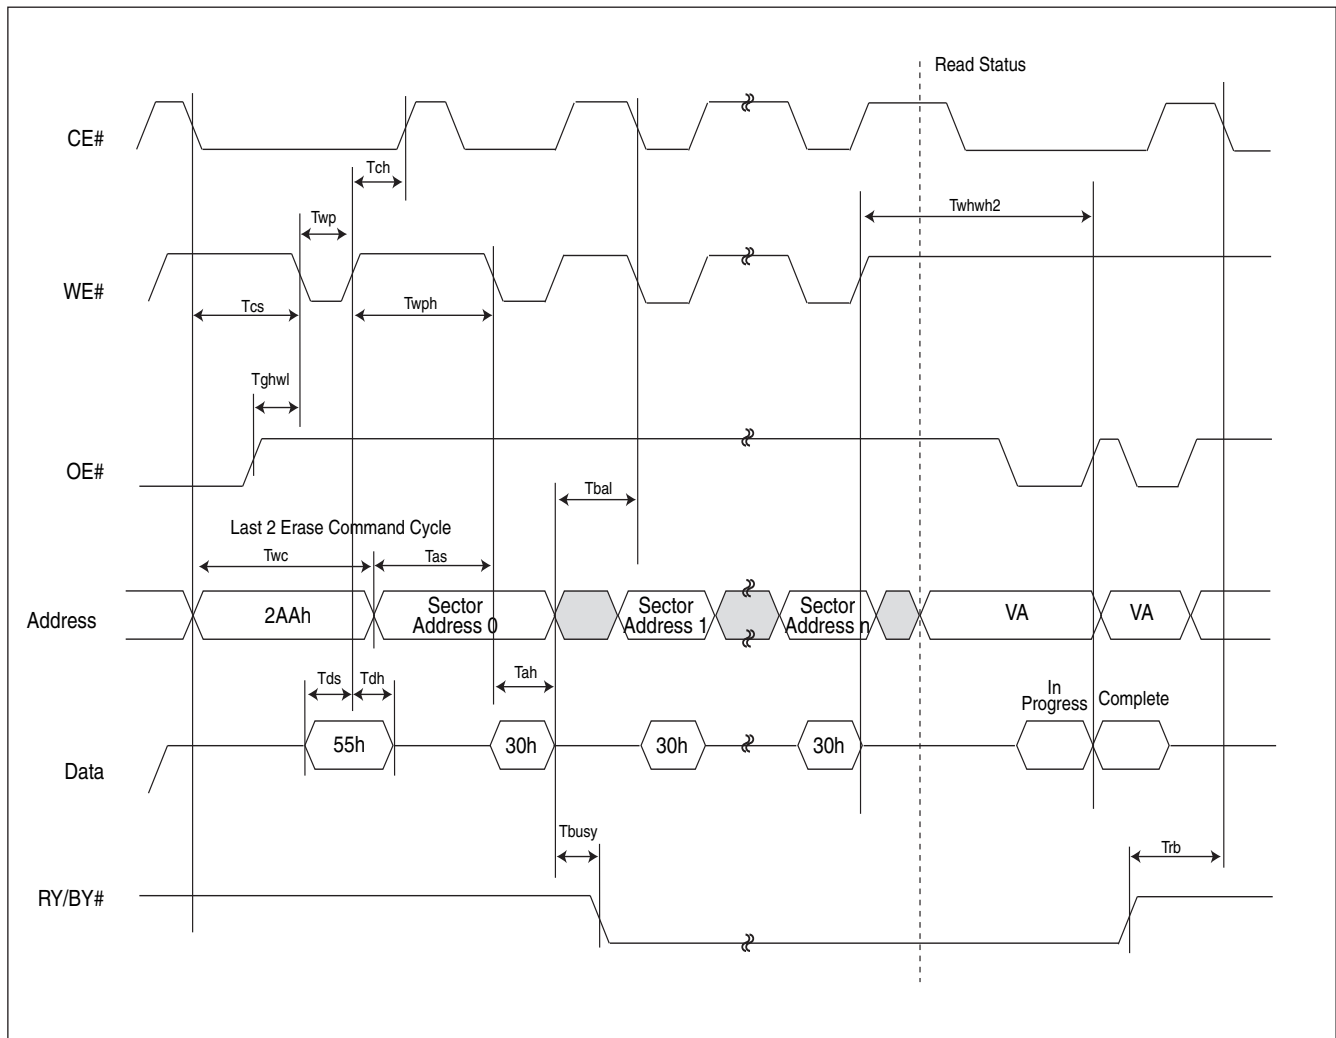 Read Status
CE#
Tch
Twhwh2
Twp
WE#
Tcs
Twph
Tghwl
OE#
Tbal
Last 2 Erase Command Cycle
Twc
Tas
Address
2AAh
Sector
Address 0
Sector
Address 1
Sector
Address n
VA
VA
Tds
Tdh
Tah
In
Progress
Complete
Data
55h
30h
30h
30h
Tbusy
Trb
RY/BY#